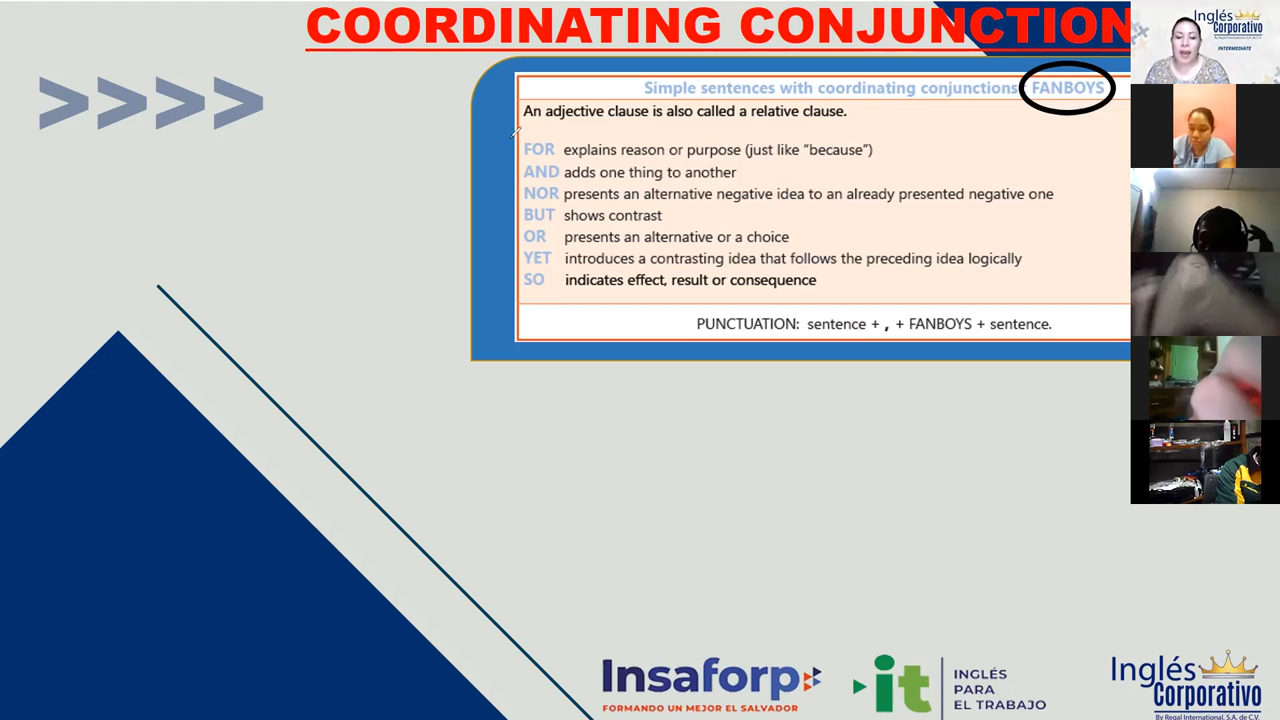 COORDINATING CONJUNCTION
>>>>
Simple sentences with coordinating conjunctions FANBOYS
An adjective clause is also called a relative clause.
FOR explains reason or purpose (just like “because”)
AND adds one thing to another
NOR presents an alternative negative idea to an already presented negative one
BUT shows contrast
OR presents an alternative or a choice
YET introduces a contrasting idea that follows the preceding idea logically
SO indicates effect, result or consequence
PUNCTUATION: sentence + , + FANBOYS + sentence.
Inglés
Corporativo
By Regal International, S.A. de C.V.
INTERMEDIATE
Insaforp
FORMANDO UN MEJOR EL SALVADOR
it
INGLÉS
PARA
EL TRABAJO
Inglés
Corporativo
By Regal International, S.A. de C.V.